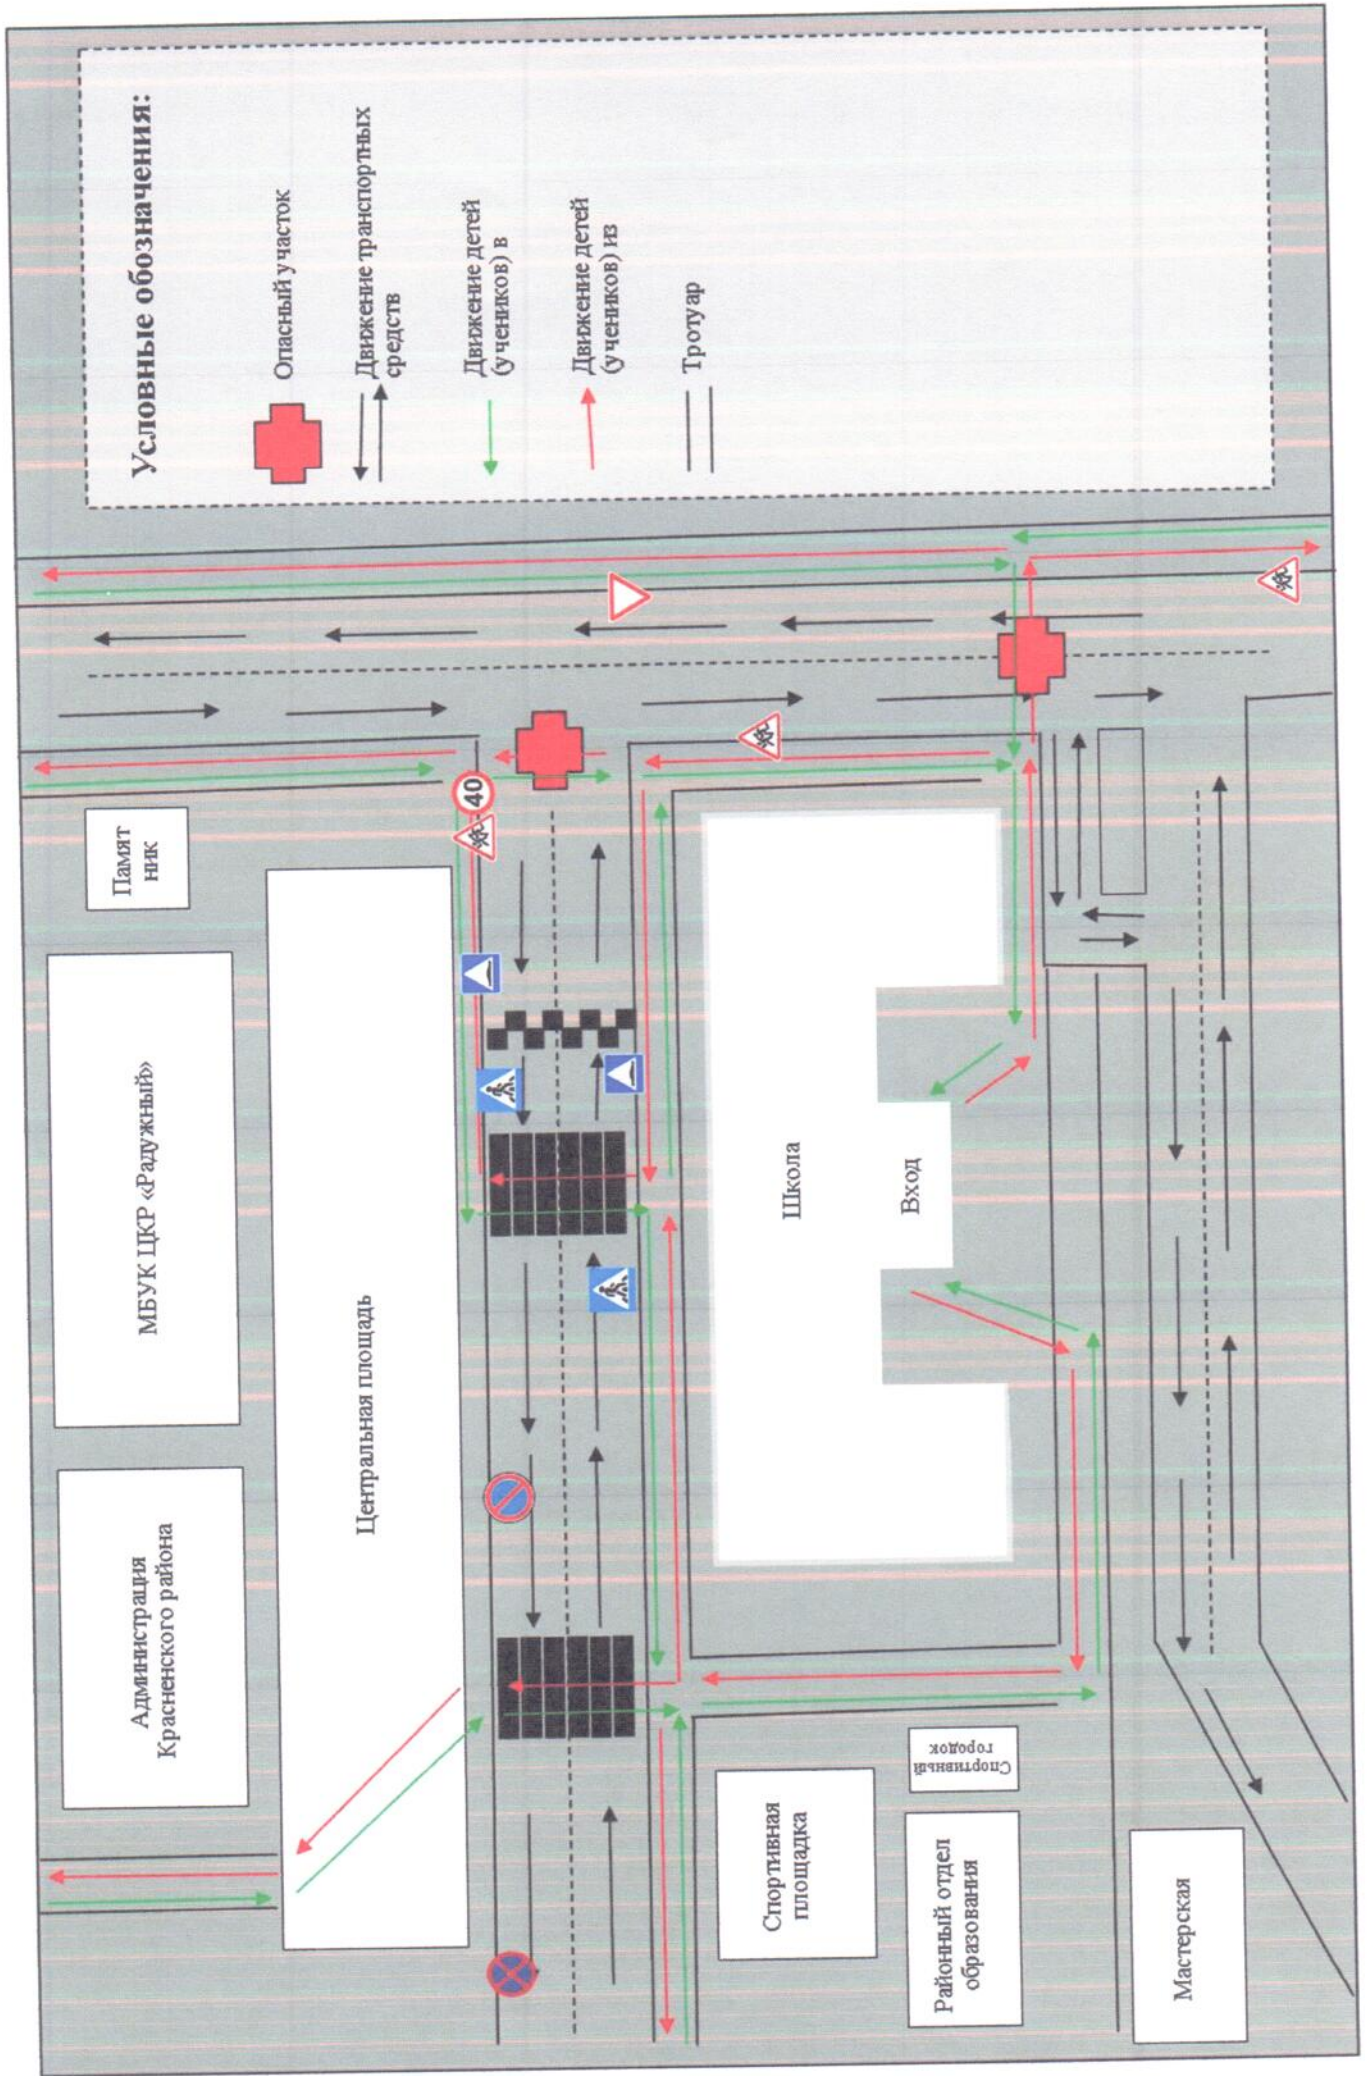 Администрация
Красненского района
МБУК ЦКР «Радужный»
Памят
ник
Центральная площадь
40
Спортивная
площадка
Школа
Вход
Районный отдел
образования
Спортивный
городок
Мастерская
Условные обозначения:
Опасный участок
Движение транспортных
средств
Движение детей
(учеников) в
Движение детей
(учеников) из
Тротуар